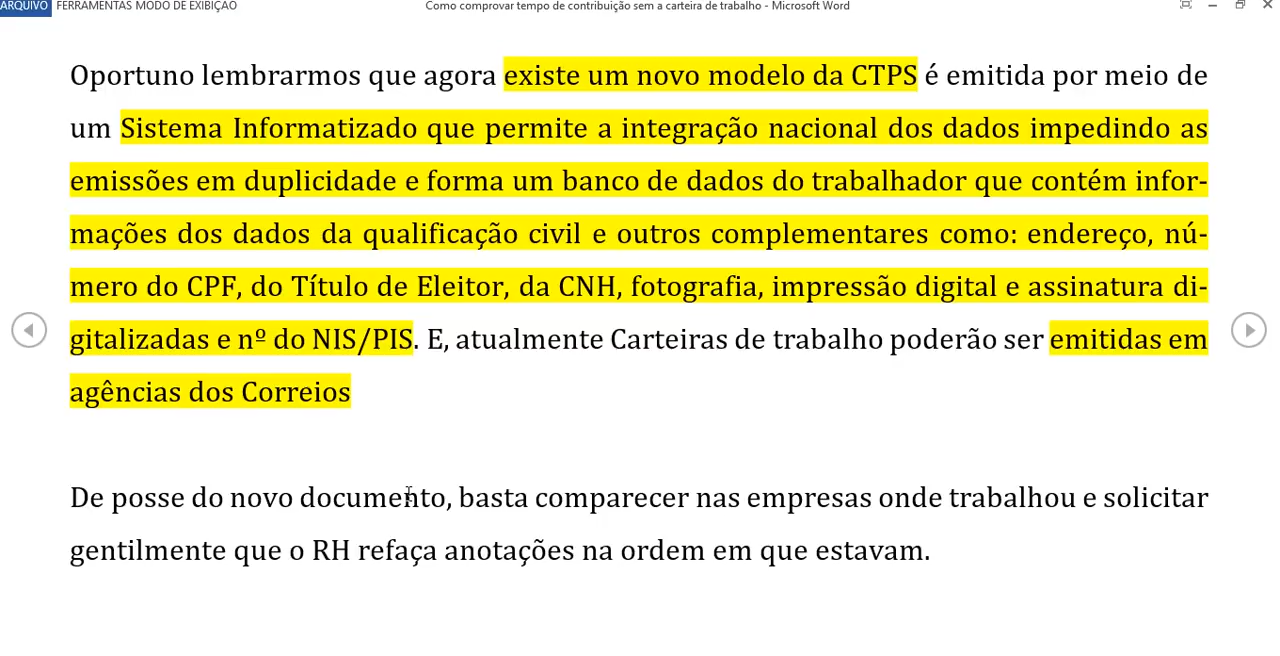 ARQUIVO FERRAMENTAS MODO DE EXIBIÇÃO Como comprovar tempo de contribuição sem a carteira de trabalho - Microsoft Word
Oportuno lembrarmos que agora existe um novo modelo da CTPS é emitida por meio de
um Sistema Informatizado que permite a integração nacional dos dados impedindo as
emissões em duplicidade e forma um banco de dados do trabalhador que contém infor-
mações dos dados da qualificação civil e outros complementares como: endereço, nú-
mero do CPF, do Título de Eleitor, da CNH, fotografia, impressão digital e assinatura di-
gitalizadas e nº do NIS/PIS. E, atualmente Carteiras de trabalho poderão ser emitidas em
agências dos Correios
De posse do novo documento, basta comparecer nas empresas onde trabalhou e solicitar
gentilmente que o RH refaça anotações na ordem em que estavam.